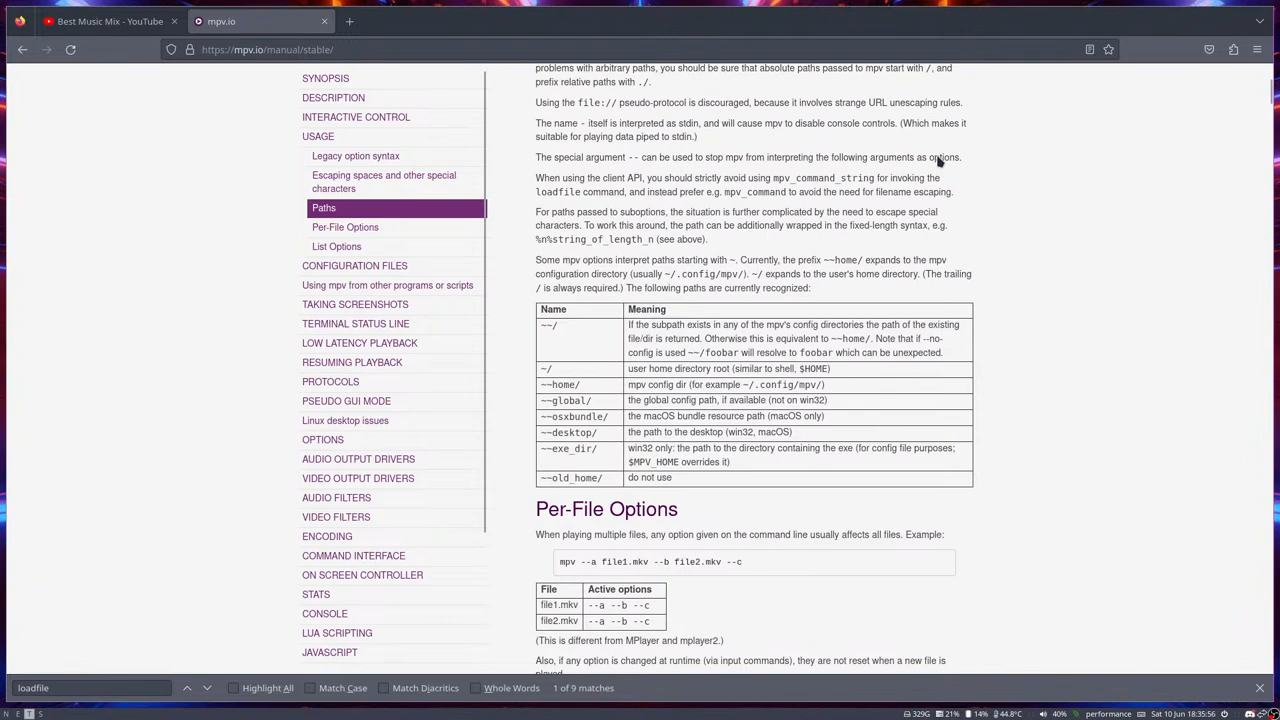 Best Music Mix - YouTube
mpv.io
https://mpv.io/manual/stable/
SYNOPSIS
DESCRIPTION
INTERACTIVE CONTROL
USAGE
Legacy option syntax
Escaping spaces and other special
characters
Paths
Per-File Options
List Options
CONFIGURATION FILES
Using mpv from other programs or scripts
TAKING SCREENSHOTS
TERMINAL STATUS LINE
LOW LATENCY PLAYBACK
RESUMING PLAYBACK
PROTOCOLS
PSEUDO GUI MODE
Linux desktop issues
OPTIONS
AUDIO OUTPUT DRIVERS
VIDEO OUTPUT DRIVERS
AUDIO FILTERS
VIDEO FILTERS
ENCODING
COMMAND INTERFACE
ON SCREEN CONTROLLER
STATS
CONSOLE
LUA SCRIPTING
JAVASCRIPT
problems with arbitrary paths, you should be sure that absolute paths passed to mpv start with /, and
prefix relative paths with ./.
Using the file:// pseudo-protocol is discouraged, because it involves strange URL unescaping rules.
The name - itself is interpreted as stdin, and will cause mpv to disable console controls. (Which makes it
suitable for playing data piped to stdin.)
The special argument -- can be used to stop mpv from interpreting the following arguments as options.
When using the client API, you should strictly avoid using mpv_command_string for invoking the
loadfile command, and instead prefer e.g. mpv_command to avoid the need for filename escaping.
For paths passed to suboptions, the situation is further complicated by the need to escape special
characters. To work this around, the path can be additionally wrapped in the fixed-length syntax, e.g.
%n%string_of_length_n (see above).
Some mpv options interpret paths starting with ~. Currently, the prefix ~~home/ expands to the mpv
configuration directory (usually ~/.config/mpv/). ~/ expands to the user's home directory. (The trailing
/ is always required.) The following paths are currently recognized:
Name Meaning
~~/ If the subpath exists in any of the mpv's config directories the path of the existing
file/dir is returned. Otherwise this is equivalent to ~~home/. Note that if --no-
config is used ~~/foobar will resolve to foobar which can be unexpected.
~/ user home directory root (similar to shell, $HOME)
~~home/ mpv config dir (for example ~/.config/mpv/)
~~global/ the global config path, if available (not on win32)
~~osxbundle/ the macOS bundle resource path (macOS only)
~~desktop/ the path to the desktop (win32, macOS)
~~exe_dir/ win32 only: the path to the directory containing the exe (for config file purposes;
$MPV_HOME overrides it)
~~old_home/ do not use
Per-File Options
When playing multiple files, any option given on the command line usually affects all files. Example:
mpv --a file1.mkv --b file2.mkv --c
File Active options
file1.mkv --a --b --c
file2.mkv --a --b --c
(This is different from MPlayer and mplayer2.)
Also, if any option is changed at runtime (via input commands), they are not reset when a new file is
played.
loadfile Highlight All Match Case Match Diacritics Whole Words 1 of 9 matches
N E T S 329G 21% 14% 44.8°C 40% performance Sat 10 Jun 18:35:56